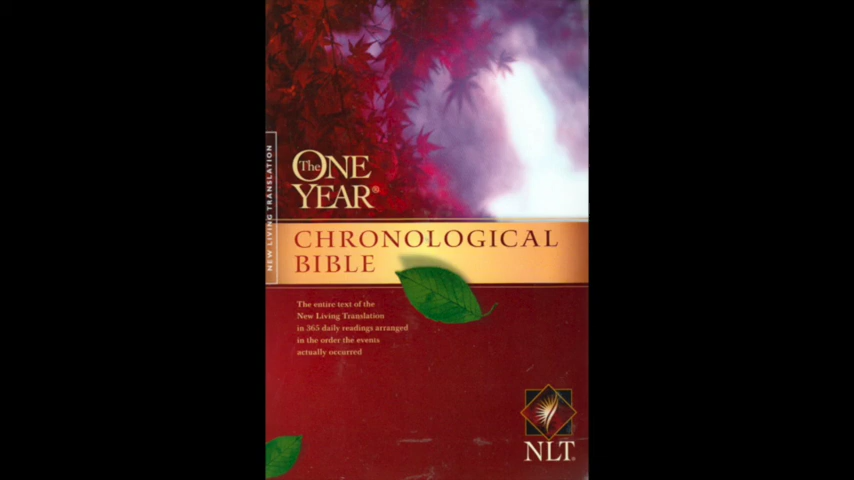 The ONE
YEAR®
CHRONOLOGICAL
BIBLE
NEW LIVING TRANSLATION
The entire text of the
New Living Translation
in 365 daily readings arranged
in the order the events
actually occurred
NLT®